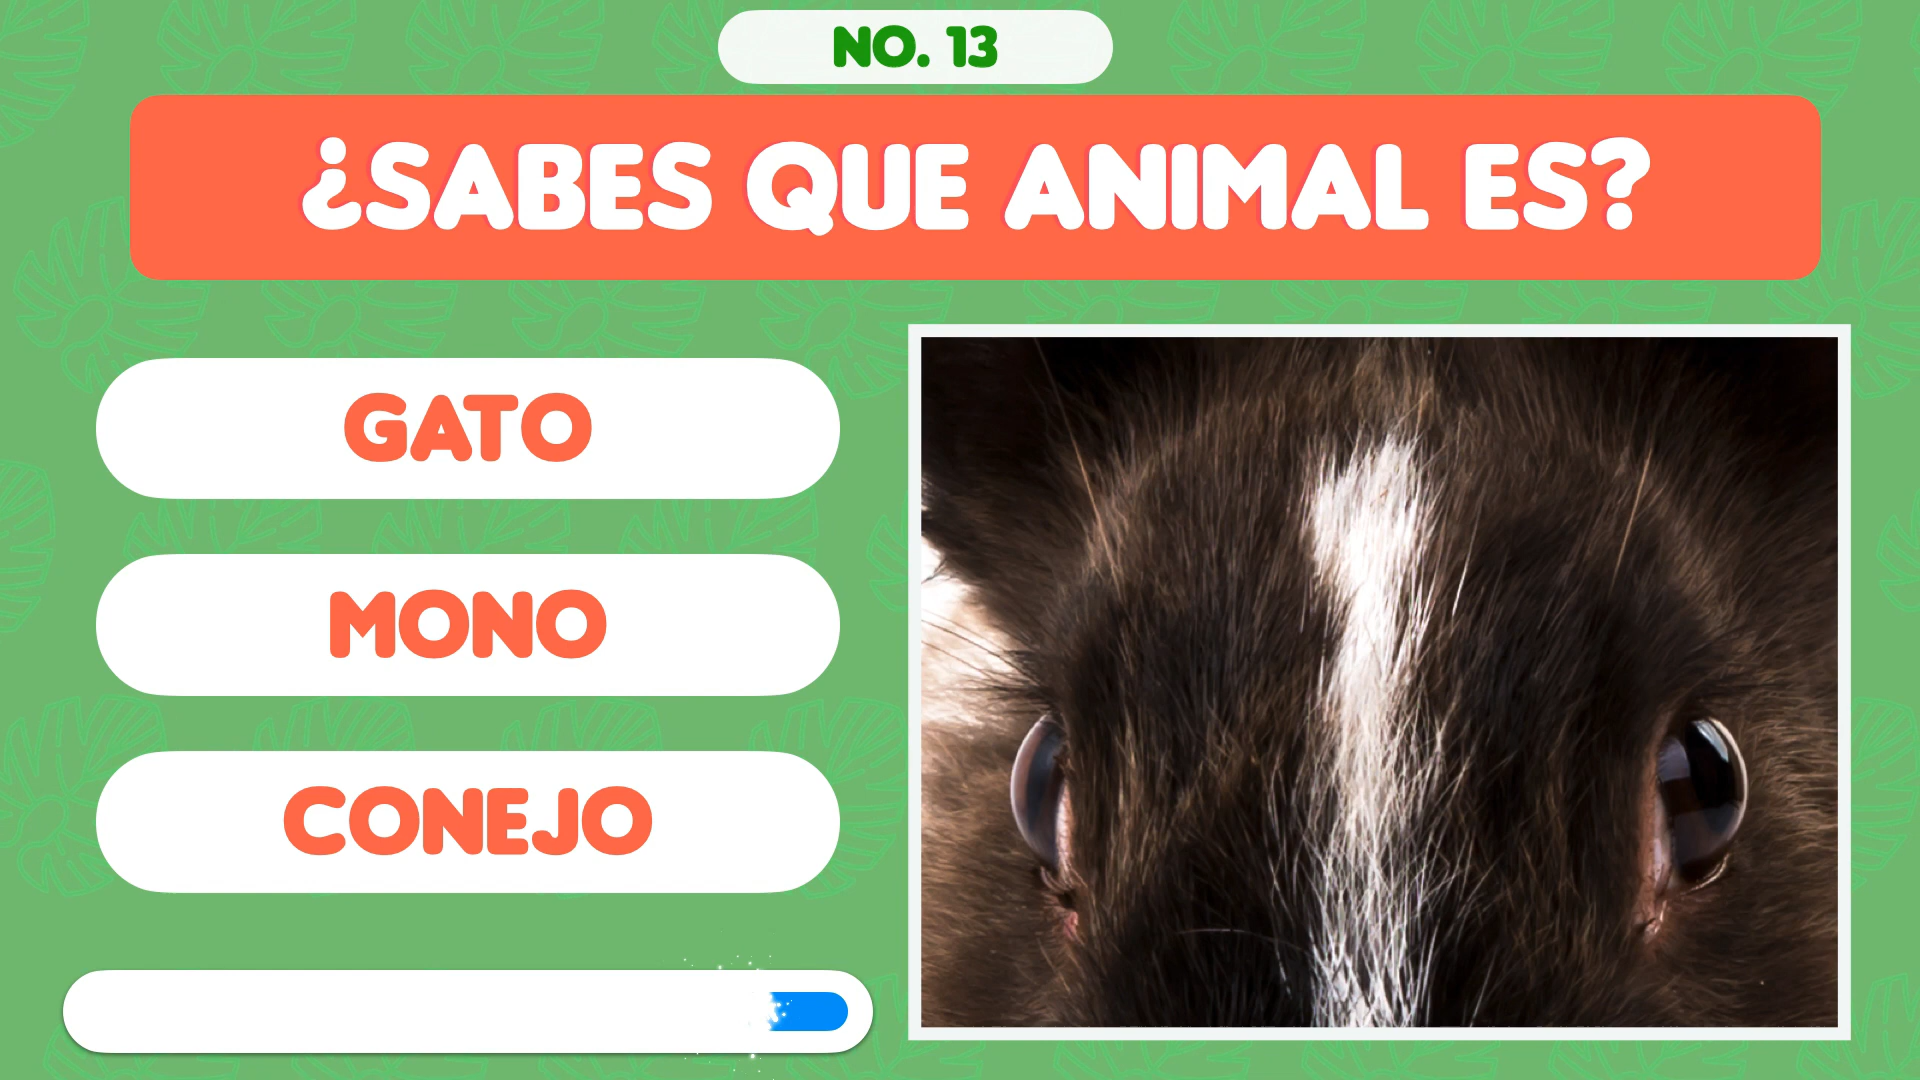 NO. 13
¿SABES QUE ANIMAL ES?
GATO
MONO
CONEJO